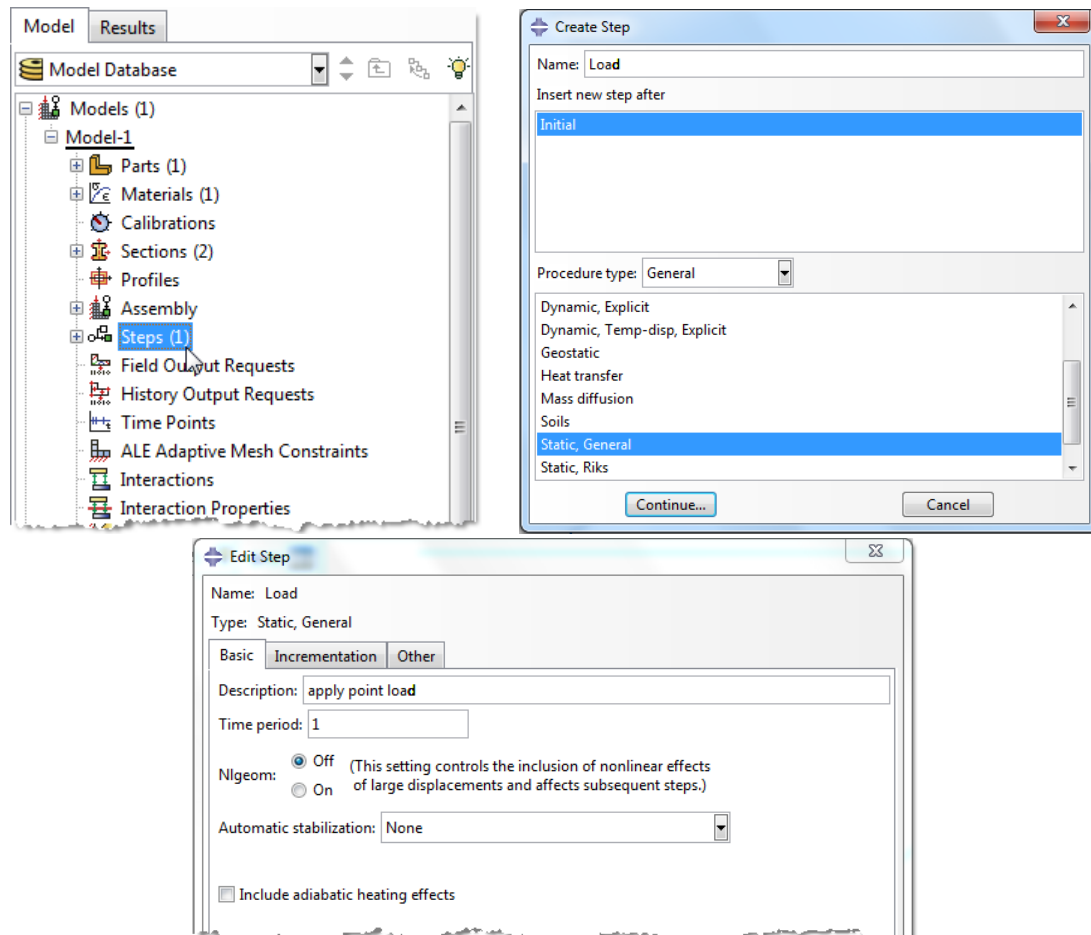 Model Results
Model Database
Models (1)
Model-1
Parts (1)
Materials (1)
Calibrations
Sections (2)
Profiles
Assembly
Steps (1)
Field Output Requests
History Output Requests
Time Points
ALE Adaptive Mesh Constraints
Interactions
Interaction Properties
Create Step
Name: Load
Insert new step after
Initial
Procedure type: General
Dynamic, Explicit
Dynamic, Temp-disp, Explicit
Geostatic
Heat transfer
Mass diffusion
Soils
Static, General
Static, Riks
Continue... Cancel
Edit Step
Name: Load
Type: Static, General
Basic Incrementation Other
Description: apply point load
Time period: 1
Nlgeom: Off (This setting controls the inclusion of nonlinear effects
On of large displacements and affects subsequent steps.)
Automatic stabilization: None
Include adiabatic heating effects